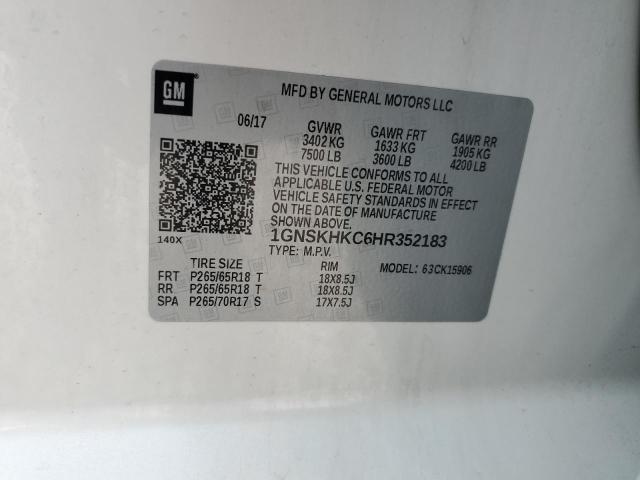 GM
MFD BY GENERAL MOTORS LLC
06/17 GVWR GAWR FRT GAWR RR
3402 KG 1633 KG 1905 KG
7500 LB 3600 LB 4200 LB
THIS VEHICLE CONFORMS TO ALL
APPLICABLE U.S. FEDERAL MOTOR
VEHICLE SAFETY STANDARDS IN EFFECT
ON THE DATE OF MANUFACTURE
SHOWN ABOVE.
140X
1GNSKHKC6HR352183
TYPE: M.P.V. MODEL: 63CK15906
TIRE SIZE RIM
FRT P265/65R18 T 18X8.5J
RR P265/65R18 T 18X8.5J
SPA P265/70R17 S 17X7.5J